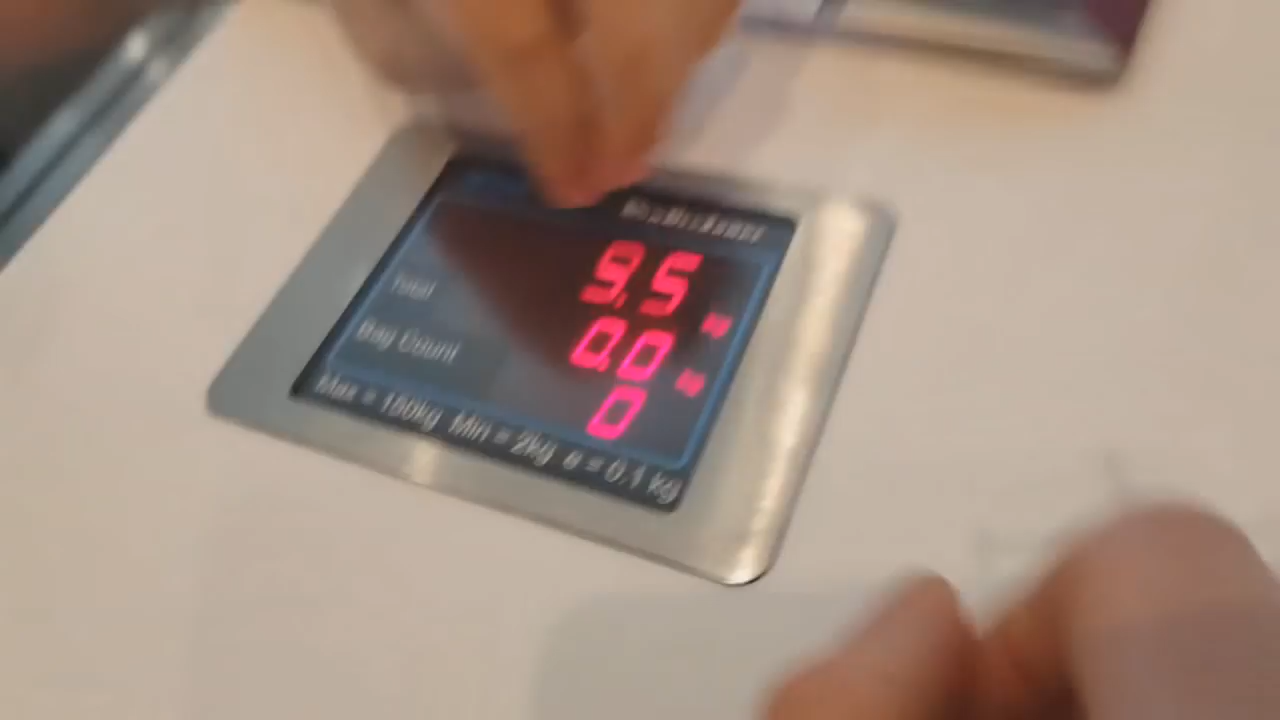 9.5
Total
0.0
Bag Count
0
Max = 150kg Min = 2kg e = 0.1 kg